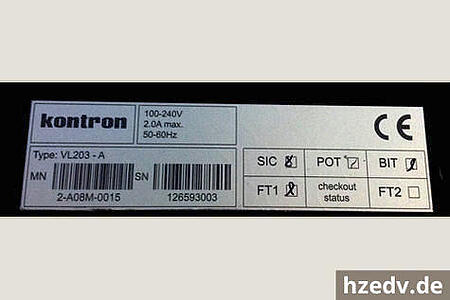 kontron
100-240V
2.0A max.
50-60Hz
CE
Type: VL203 - A
MN
2-A08M-0015
SN
126593003
SIC
POT
BIT
FT1
checkout
status
FT2
hzedv.de